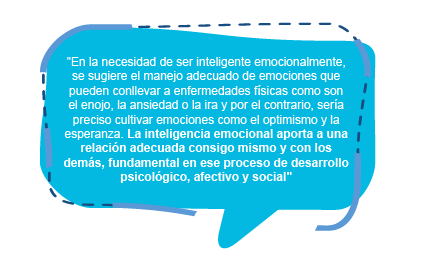 "En la necesidad de ser inteligente emocionalmente,
se sugiere el manejo adecuado de emociones que
pueden conllevar a enfermedades físicas como son
el enojo, la ansiedad o la ira y por el contrario, sería
preciso cultivar emociones como el optimismo y la
esperanza. La inteligencia emocional aporta a una
relación adecuada consigo mismo y con los
demás, fundamental en ese proceso de desarrollo
psicológico, afectivo y social"